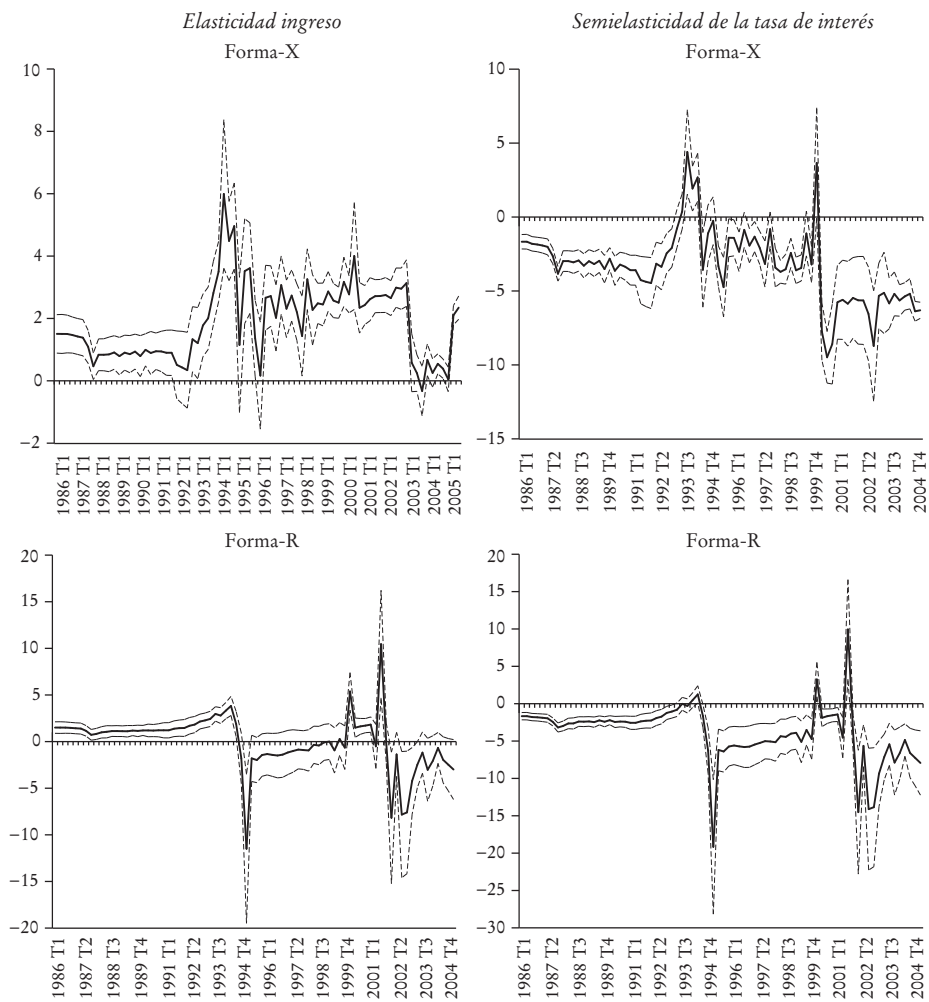 Elasticidad ingreso
Forma-X
10
8
6
4
2
0
−2
1986 T1
1987 T1
1988 T1
1989 T1
1990 T1
1991 T1
1992 T1
1993 T1
1994 T1
1995 T1
1996 T1
1997 T1
1998 T1
1999 T1
2000 T1
2001 T1
2002 T1
2003 T1
2004 T1
2005 T1
Semielasticidad de la tasa de interés
Forma-X
10
5
0
−5
−10
−15
1986 T1
1987 T2
1988 T3
1989 T4
1991 T1
1992 T2
1993 T3
1994 T4
1996 T1
1997 T2
1998 T3
1999 T4
2001 T1
2002 T2
2003 T3
2004 T4
Forma-R
20
15
10
5
0
−5
−10
−15
−20
1986 T1
1987 T2
1988 T3
1989 T4
1991 T1
1992 T2
1993 T3
1994 T4
1996 T1
1997 T2
1998 T3
1999 T4
2001 T1
2002 T2
2003 T3
2004 T4
Forma-R
20
15
10
5
0
−5
−10
−15
−20
−25
−30
1986 T1
1987 T2
1988 T3
1989 T4
1991 T1
1992 T2
1993 T3
1994 T4
1996 T1
1997 T2
1998 T3
1999 T4
2001 T1
2002 T2
2003 T3
2004 T4